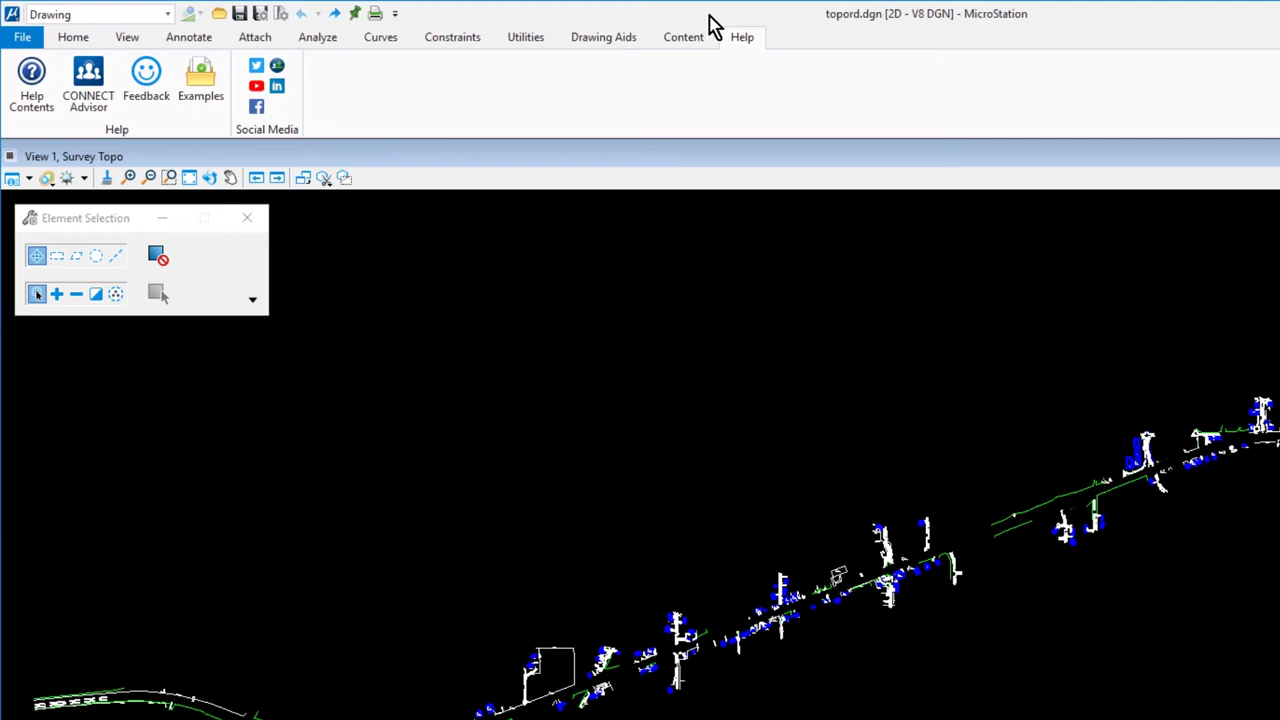 Drawing
topord.dgn [2D - V8 DGN] - MicroStation
File Home View Annotate Attach Analyze Curves Constraints Utilities Drawing Aids Content Help
Help Contents
CONNECT Advisor
Feedback
Examples
Help
Social Media
View 1, Survey Topo
Element Selection